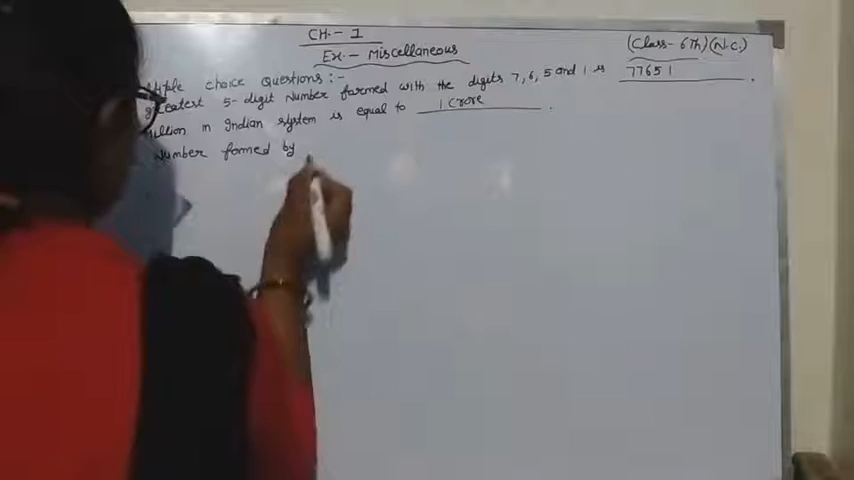 CH.- 1
Ex.- Miscellaneous
(Class- 6th) (N.C.)
choice Questions :-
greatest 5-digit Number formed with the digits 7, 6, 5 and 1 is 77651.
in Indian system is equal to 1 Crore.
Number formed by